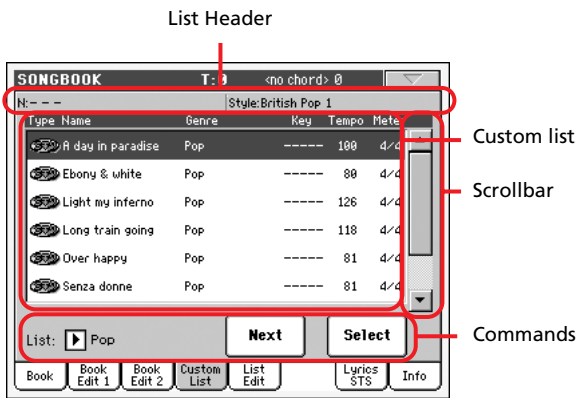 List Header
SONGBOOK T:0 <no chord> 0
N:- - - Style:British Pop 1
Type Name Genre Key Tempo Mete
A day in paradise Pop ----- 100 4/4
Ebony & white Pop ----- 80 4/4
Light my inferno Pop ----- 126 4/4
Long train going Pop ----- 118 4/4
Over happy Pop ----- 81 4/4
Senza donne Pop ----- 81 4/4
Custom list
Scrollbar
List: Pop Next Select
Commands
Book Book Edit 1 Book Edit 2 Custom List List Edit Lyrics STS Info